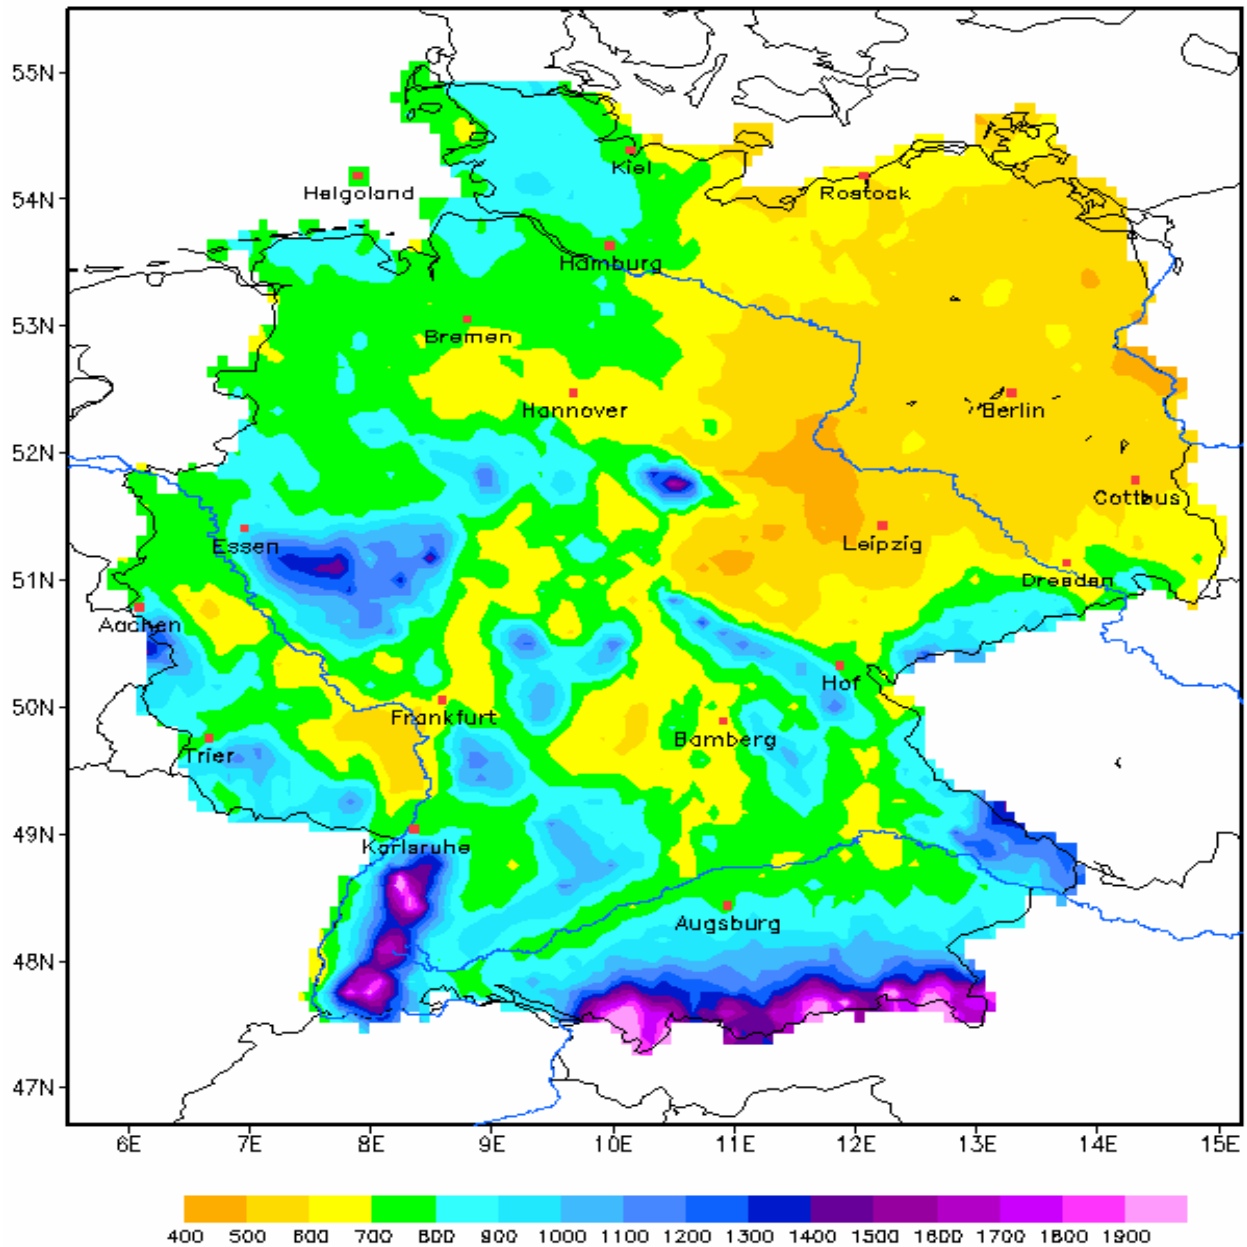 55N
Kiel
Helgoland
Rostock
54N
Hamburg
53N
Bremen
Hannover
Berlin
52N
Cottbus
Essen
Leipzig
51N
Dresden
Aachen
Hof
50N
Frankfurt
Bamberg
Trier
49N
Karlsruhe
Augsburg
48N
47N
6E 7E 8E 9E 10E 11E 12E 13E 14E 15E
400 500 600 700 800 900 1000 1100 1200 1300 1400 1500 1600 1700 1800 1900